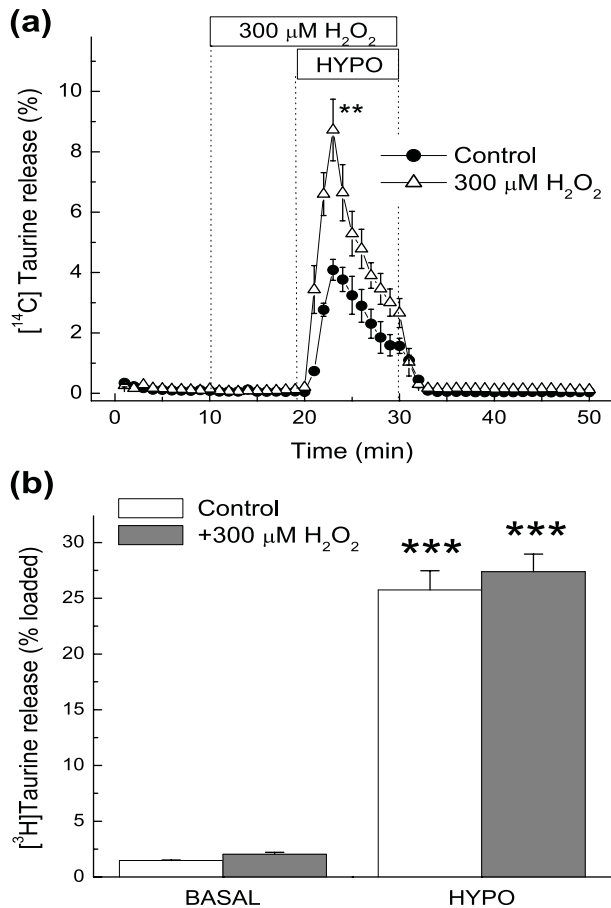 (a)
300 μM H₂O₂
HYPO
[¹⁴C] Taurine release (%)
10
8
6
4
2
0
**
Control
300 μM H₂O₂
0 10 20 30 40 50
Time (min)
(b)
Control
+300 μM H₂O₂
[³H]Taurine release (% loaded)
30
25
20
15
10
5
0
*** ***
BASAL HYPO